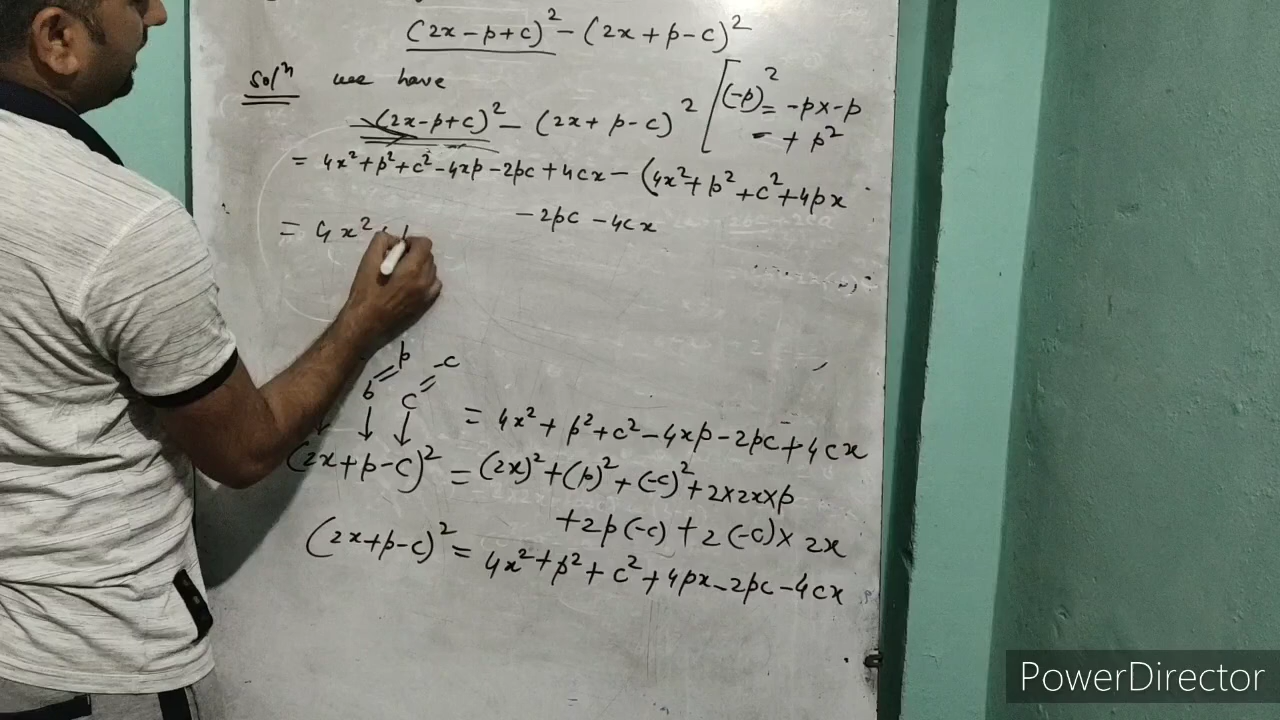 (2x-p+c)² - (2x+p-c)²
Solⁿ we have
(2x-p+c)² - (2x+p-c)²
[(-p)² = -p×-p
= +p²
= 4x²+p²+c²-4xp-2pc+4cx-(4x²+p²+c²+4px
-2pc-4cx
= 4x²
p -c
b c
= 4x²+p²+c²-4xp-2pc+4cx
(2x+p-c)² = (2x)²+(p)²+(-c)²+2×2x×p
+2p(-c)+2(-c)×2x
(2x+p-c)² = 4x²+p²+c²+4px-2pc-4cx
PowerDirector